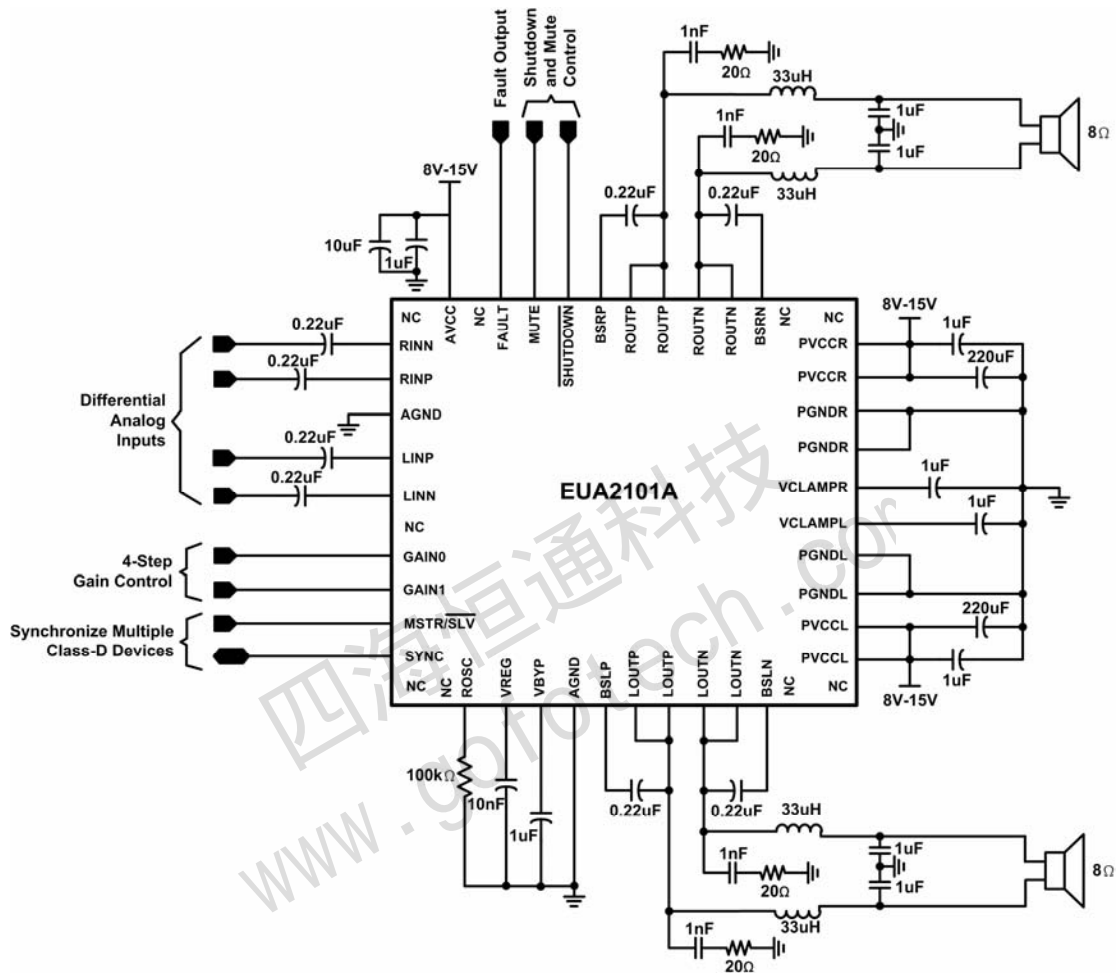 Fault Output
Shutdown
and Mute
Control
1nF
20Ω
33uH
1uF
1uF
8Ω
1nF
20Ω
33uH
8V-15V
10uF
1uF
0.22uF
0.22uF
NC
AVCC
NC
FAULT
MUTE
SHUTDOWN
BSRP
ROUTP
ROUTP
ROUTN
ROUTN
BSRN
NC
NC
8V-15V
1uF
220uF
Differential
Analog
Inputs
0.22uF
RINN
0.22uF
RINP
AGND
0.22uF
LINP
0.22uF
LINN
NC
4-Step
Gain Control
GAIN0
GAIN1
Synchronize Multiple
Class-D Devices
MSTR/SLV
SYNC
NC
EUA2101A
PVCCR
PVCCR
PGNDR
PGNDR
VCLAMPR
1uF
VCLAMPL
1uF
PGNDL
PGNDL
PVCCL
220uF
PVCCL
1uF
NC
8V-15V
NC
ROSC
VREG
VBYP
AGND
BSLP
LOUTP
LOUTP
LOUTN
LOUTN
BSLN
NC
100kΩ
10nF
1uF
0.22uF
0.22uF
33uH
1nF
20Ω
1uF
1uF
8Ω
33uH
1nF
20Ω
四海恒通科技
www.gofotech.com